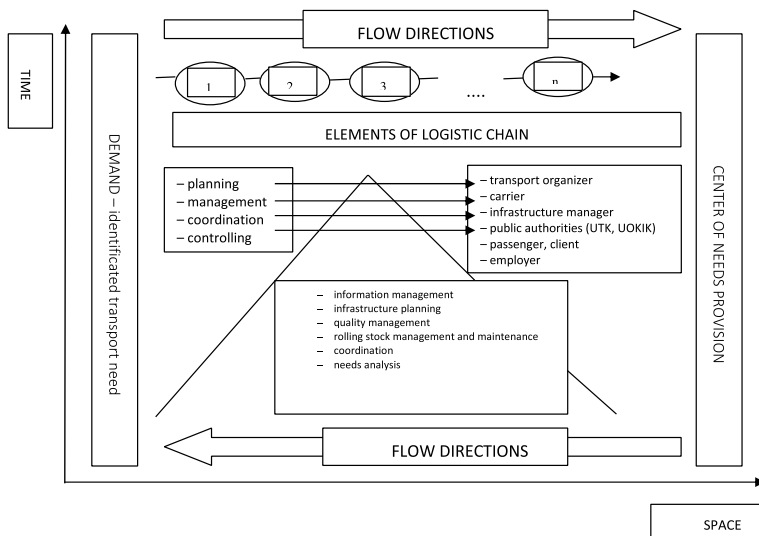 FLOW DIRECTIONS
TIME
1 2 3 .... n
ELEMENTS OF LOGISTIC CHAIN
DEMAND – identificated transport need
– planning
– management
– coordination
– controlling
– transport organizer
– carrier
– infrastructure manager
– public authorities (UTK, UOKIK)
– passenger, client
– employer
CENTER OF NEEDS PROVISION
– information management
– infrastructure planning
– quality management
– rolling stock management and maintenance
– coordination
– needs analysis
FLOW DIRECTIONS
SPACE